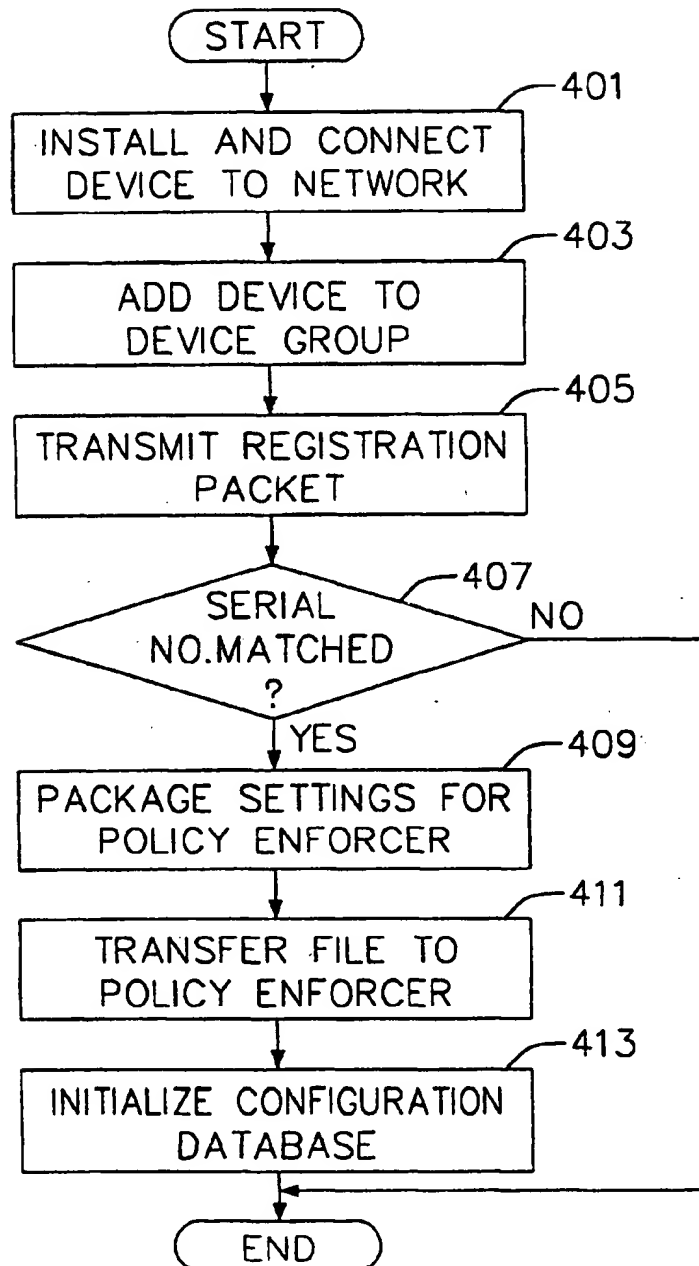 START
401
INSTALL AND CONNECT
DEVICE TO NETWORK
403
ADD DEVICE TO
DEVICE GROUP
405
TRANSMIT REGISTRATION
PACKET
407
SERIAL
NO.MATCHED
?
NO
YES
409
PACKAGE SETTINGS FOR
POLICY ENFORCER
411
TRANSFER FILE TO
POLICY ENFORCER
413
INITIALIZE CONFIGURATION
DATABASE
END